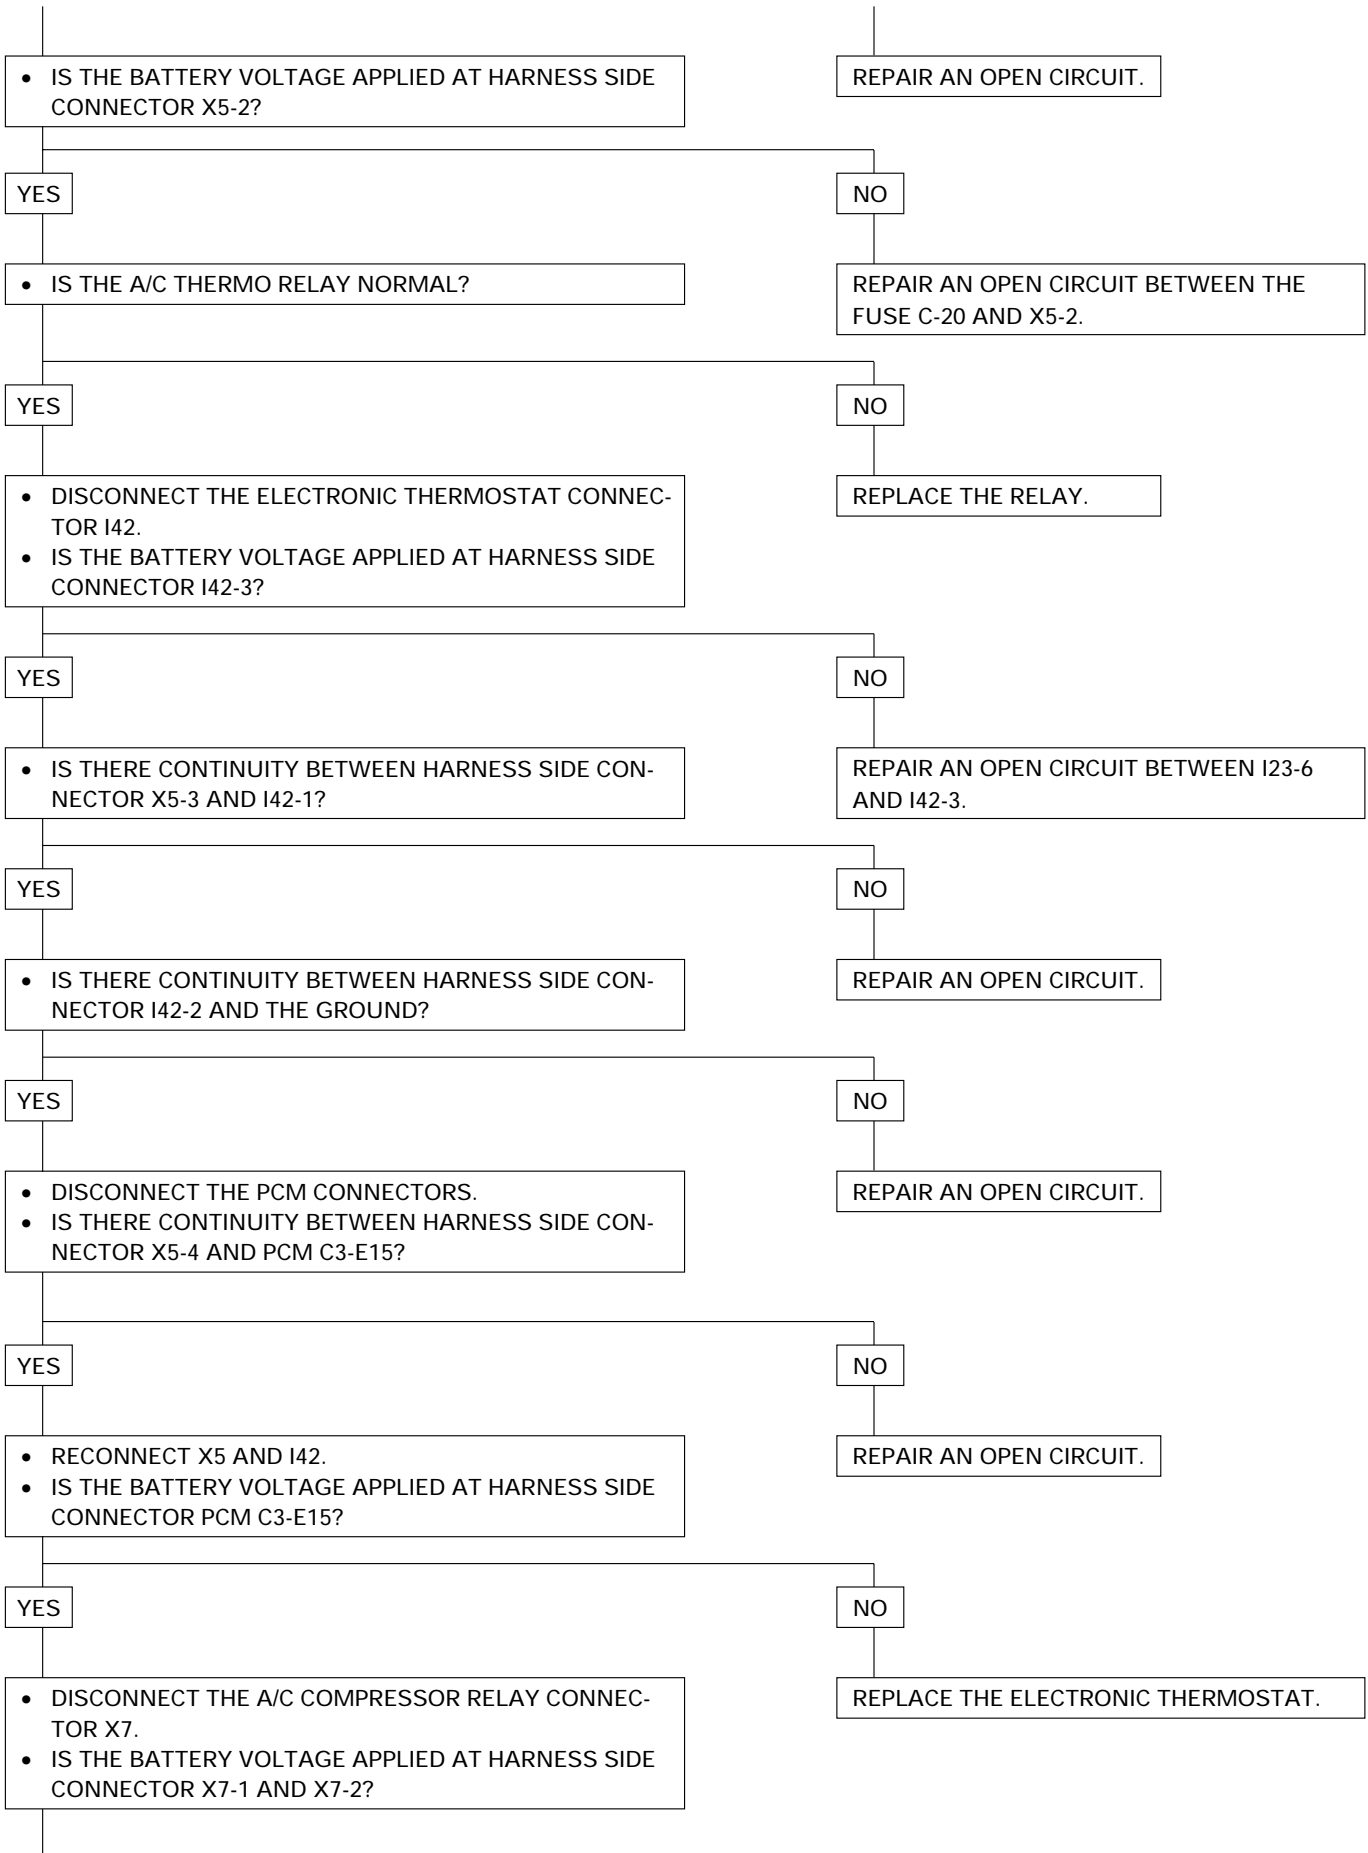 • IS THE BATTERY VOLTAGE APPLIED AT HARNESS SIDE
CONNECTOR X5-2?
REPAIR AN OPEN CIRCUIT.
YES
NO
• IS THE A/C THERMO RELAY NORMAL?
REPAIR AN OPEN CIRCUIT BETWEEN THE
FUSE C-20 AND X5-2.
YES
NO
• DISCONNECT THE ELECTRONIC THERMOSTAT CONNEC-
TOR I42.
• IS THE BATTERY VOLTAGE APPLIED AT HARNESS SIDE
CONNECTOR I42-3?
REPLACE THE RELAY.
YES
NO
• IS THERE CONTINUITY BETWEEN HARNESS SIDE CON-
NECTOR X5-3 AND I42-1?
REPAIR AN OPEN CIRCUIT BETWEEN I23-6
AND I42-3.
YES
NO
• IS THERE CONTINUITY BETWEEN HARNESS SIDE CON-
NECTOR I42-2 AND THE GROUND?
REPAIR AN OPEN CIRCUIT.
YES
NO
• DISCONNECT THE PCM CONNECTORS.
• IS THERE CONTINUITY BETWEEN HARNESS SIDE CON-
NECTOR X5-4 AND PCM C3-E15?
REPAIR AN OPEN CIRCUIT.
YES
NO
• RECONNECT X5 AND I42.
• IS THE BATTERY VOLTAGE APPLIED AT HARNESS SIDE
CONNECTOR PCM C3-E15?
REPAIR AN OPEN CIRCUIT.
YES
NO
• DISCONNECT THE A/C COMPRESSOR RELAY CONNEC-
TOR X7.
• IS THE BATTERY VOLTAGE APPLIED AT HARNESS SIDE
CONNECTOR X7-1 AND X7-2?
REPLACE THE ELECTRONIC THERMOSTAT.